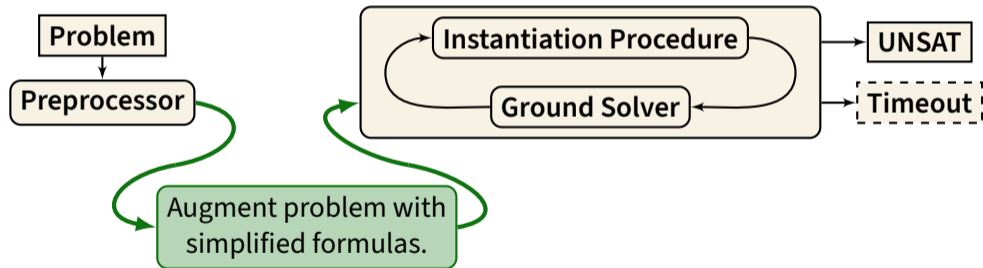 Problem
Preprocessor
Augment problem with
simplified formulas.
Instantiation Procedure
Ground Solver
UNSAT
Timeout